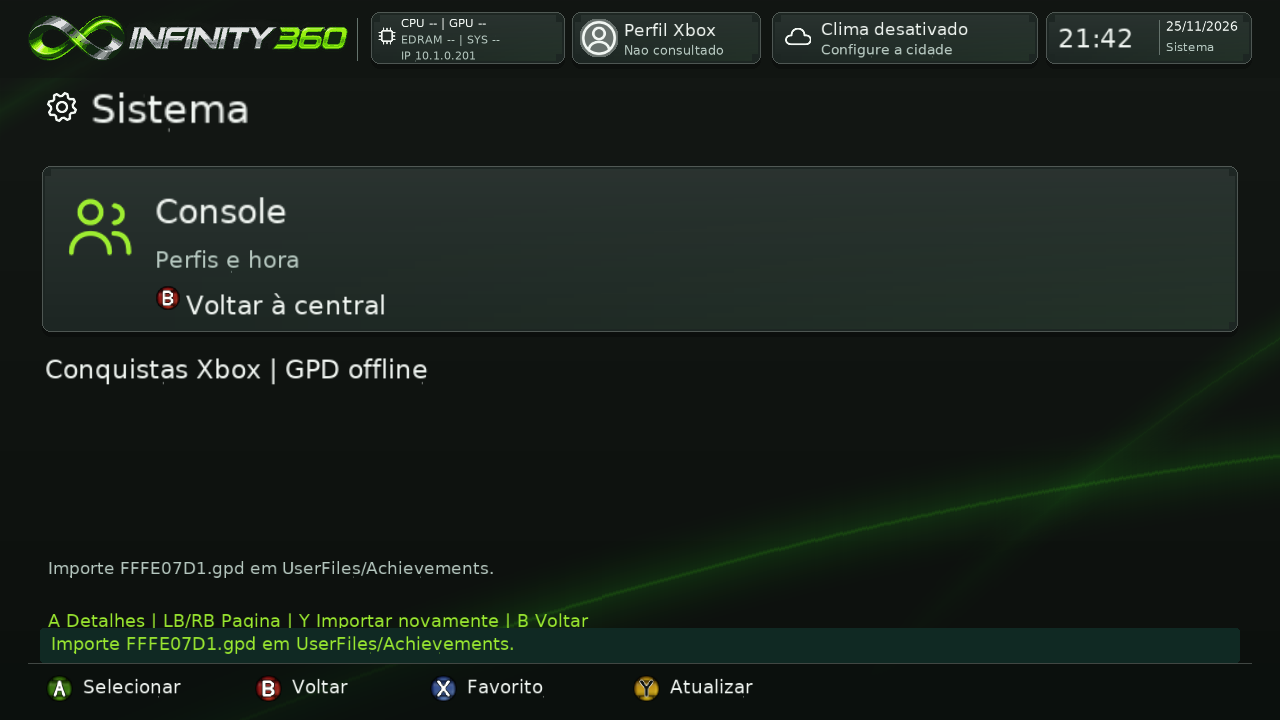 INFINITY 360
CPU -- | GPU --
EDRAM -- | SYS --
IP 10.1.0.201
Perfil Xbox
Nao consultado
Clima desativado
Configure a cidade
21:42
25/11/2026
Sistema
Sistema
Console
Perfis e hora
B Voltar à central
Conquistas Xbox | GPD offline
Importe FFFE07D1.gpd em UserFiles/Achievements.
A Detalhes | LB/RB Pagina | Y Importar novamente | B Voltar
Importe FFFE07D1.gpd em UserFiles/Achievements.
A Selecionar B Voltar X Favorito Y Atualizar